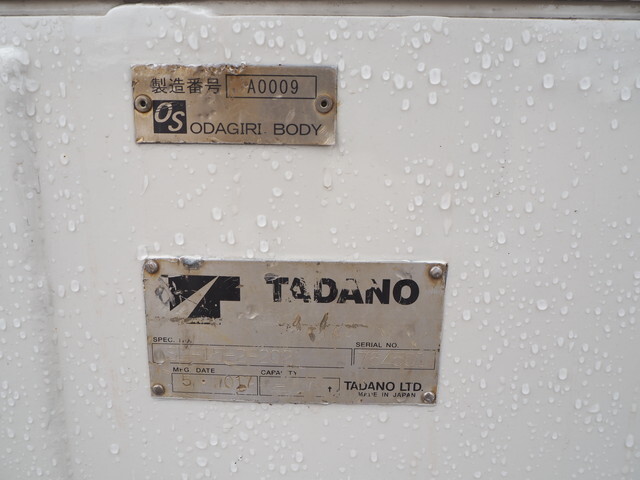 製造番号 A0009
OS ODAGIRI BODY
TADANO
SPEC. NO.
SERIAL NO.
MFG. DATE
CAPACITY
t
TADANO LTD.
MADE IN JAPAN